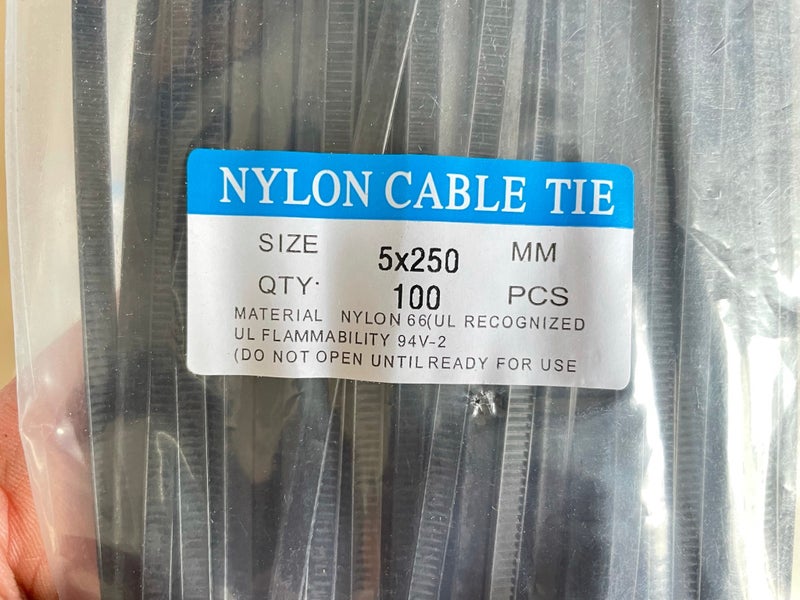 NYLON CABLE TIE
SIZE 5x250 MM
QTY· 100 PCS
MATERIAL NYLON 66(UL RECOGNIZED
UL FLAMMABILITY 94V-2
(DO NOT OPEN UNTIL READY FOR USE